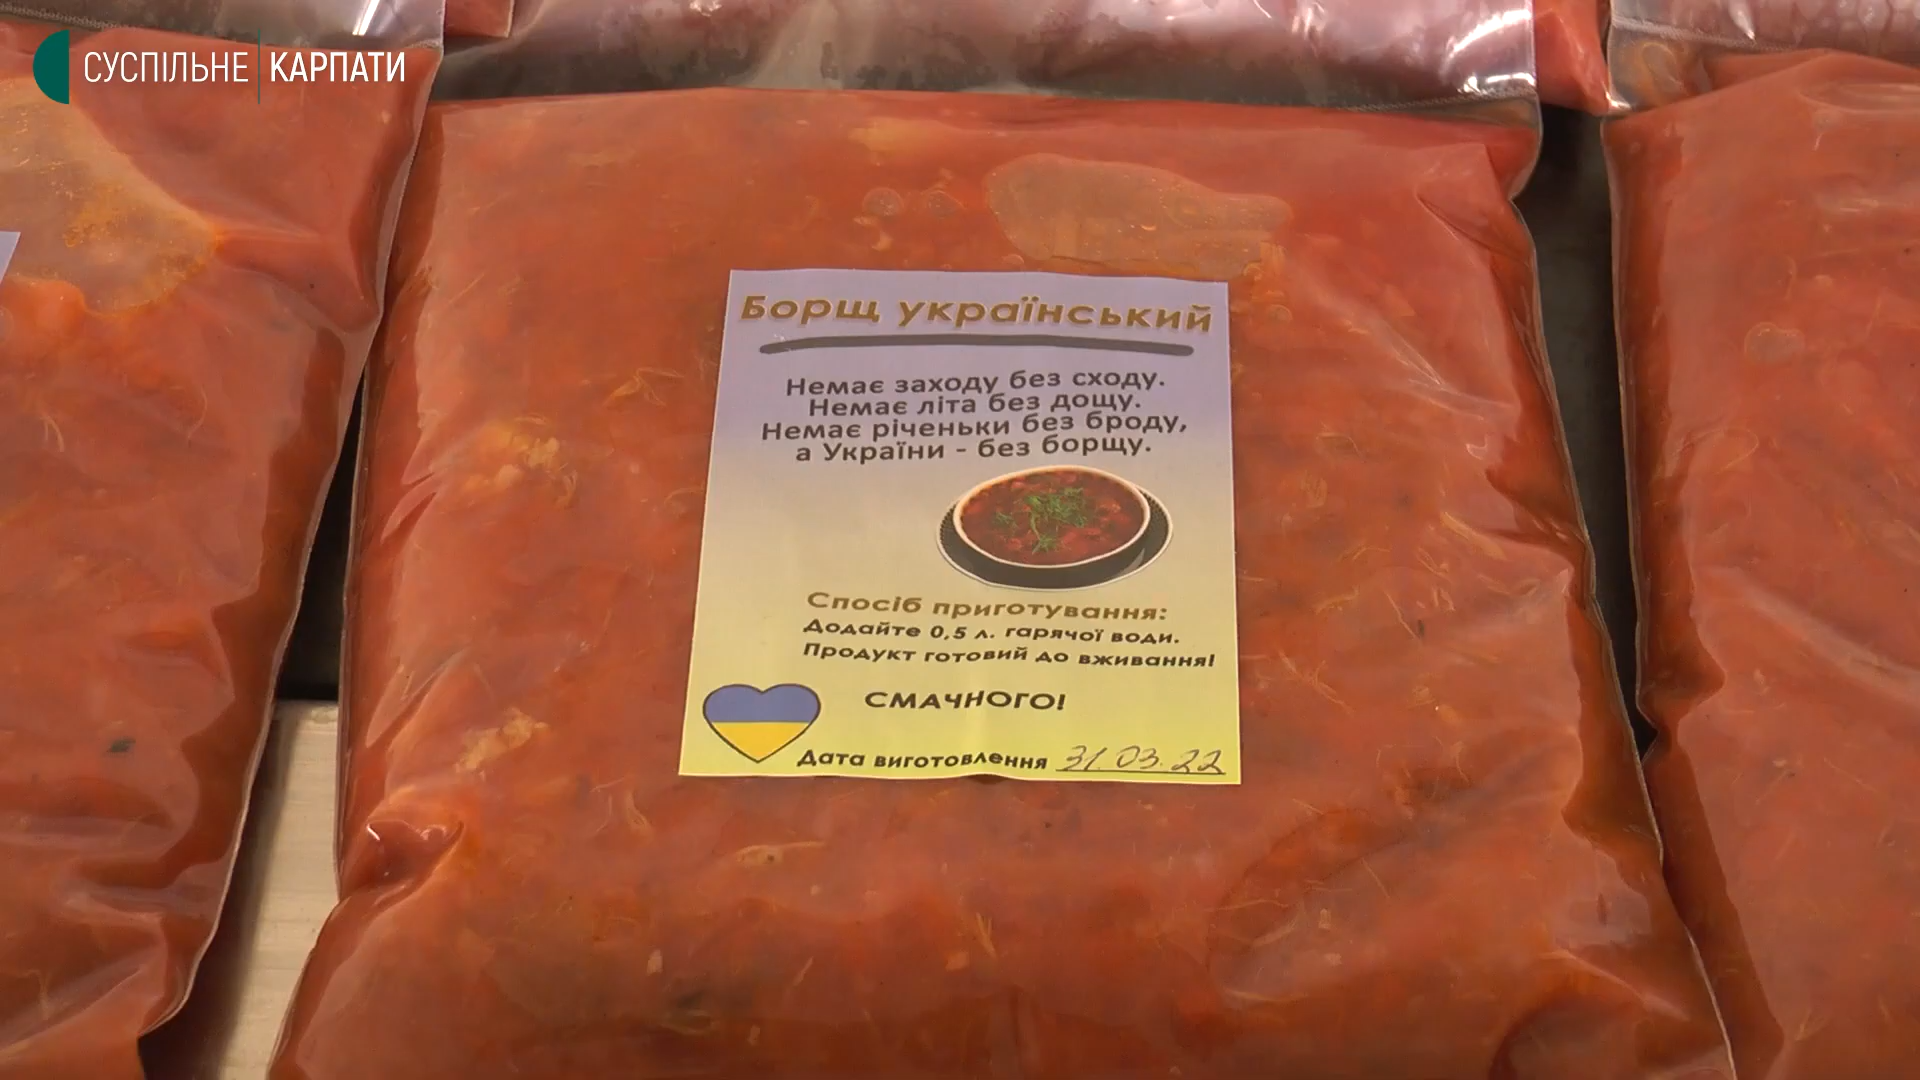 СУСПІЛЬНЕ КАРПАТИ
Борщ український
Немає заходу без сходу.
Немає літа без дощу.
Немає річеньки без броду,
а України - без борщу.
Спосіб приготування:
Додайте 0,5 л. гарячої води.
Продукт готовий до вживання!
СМАЧНОГО!
Дата виготовлення 31.03.22